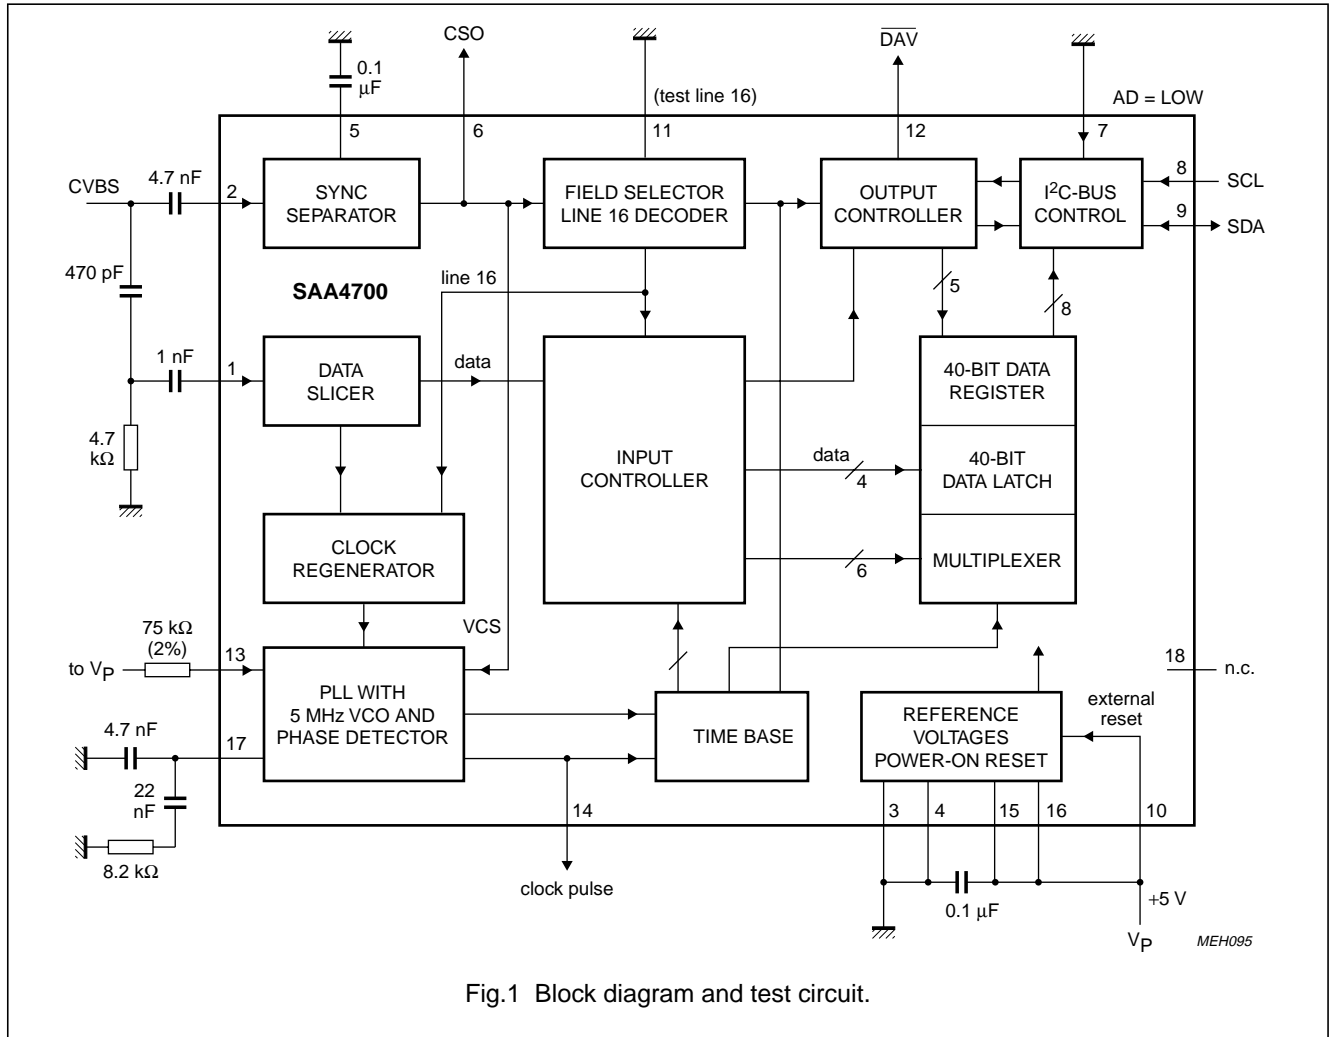 CSO
DAV
0.1
μF
(test line 16)
AD = LOW
5
6
11
12
7
CVBS
4.7 nF
2
SYNC
SEPARATOR
FIELD SELECTOR
LINE 16 DECODER
OUTPUT
CONTROLLER
I²C-BUS
CONTROL
8
SCL
9
SDA
470 pF
SAA4700
line 16
5
8
1 nF
1
DATA
SLICER
data
40-BIT DATA
REGISTER
4.7
kΩ
INPUT
CONTROLLER
data
4
40-BIT
DATA LATCH
CLOCK
REGENERATOR
6
MULTIPLEXER
75 kΩ
(2%)
VCS
to VP
13
18
n.c.
PLL WITH
5 MHz VCO AND
PHASE DETECTOR
external
reset
4.7 nF
17
TIME BASE
REFERENCE
VOLTAGES
POWER-ON RESET
22
nF
14
3
4
15
16
10
8.2 kΩ
clock pulse
0.1 μF
+5 V
VP
MEH095
Fig.1 Block diagram and test circuit.